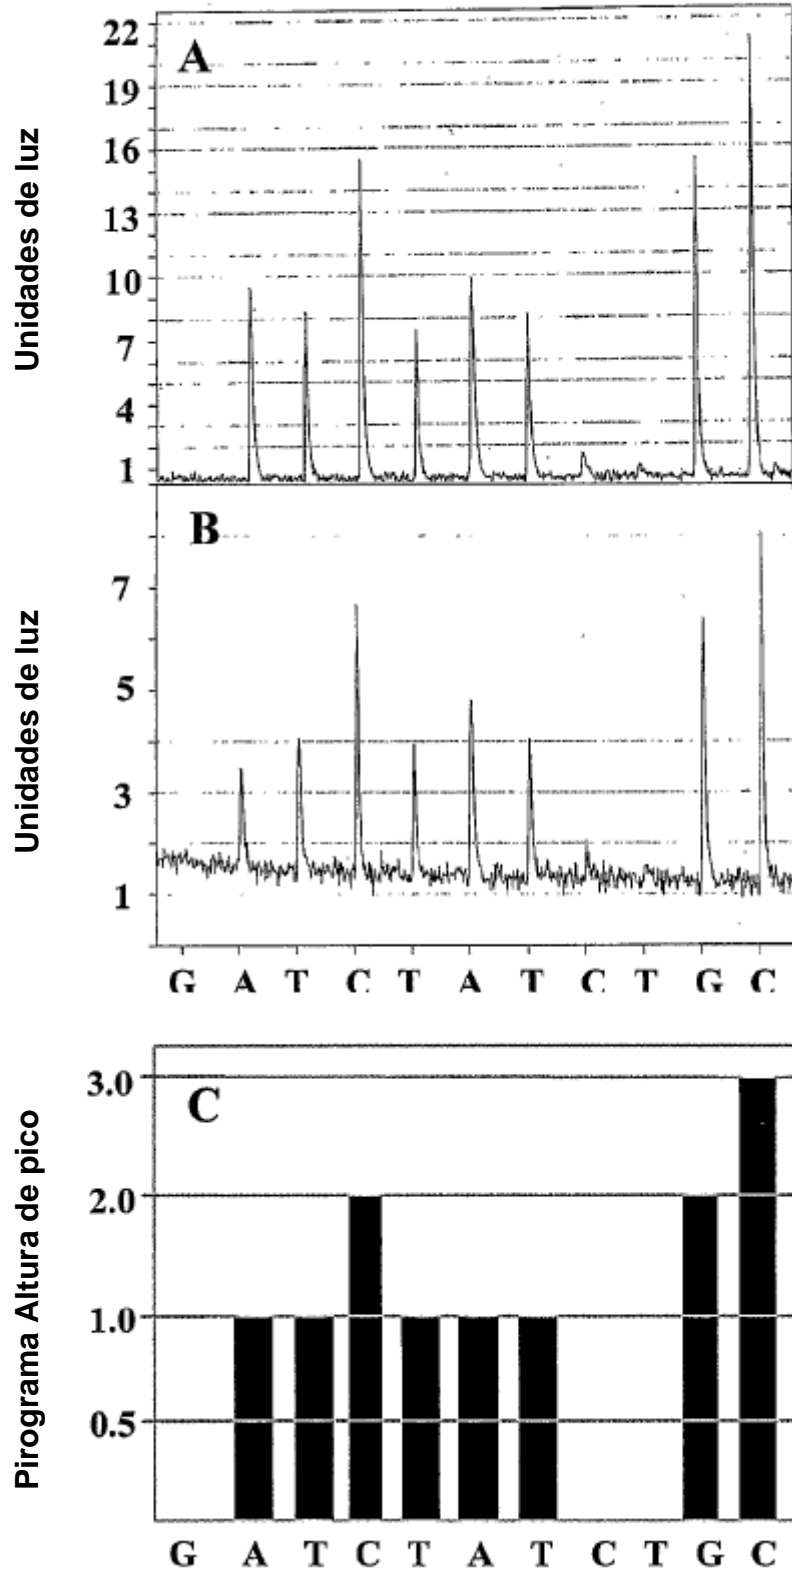 A
22
19
16
13
10
7
4
1
Unidades de luz
B
7
5
3
1
Unidades de luz
G A T C T A T C T G C
C
3.0
2.0
1.0
0.5
Pirograma Altura de pico
G A T C T A T C T G C